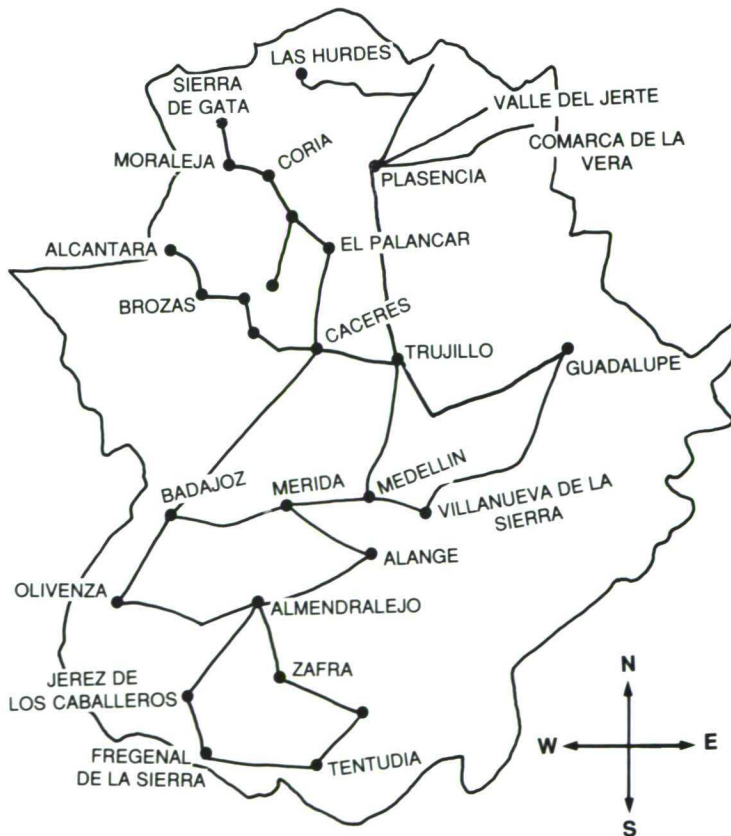 LAS HURDES
SIERRA
DE GATA
VALLE DEL JERTE
COMARCA DE LA
VERA
MORALEJA
CORIA
PLASENCIA
ALCANTARA
EL PALANCAR
BROZAS
CACERES
TRUJILLO
GUADALUPE
BADAJOZ
MERIDA
MEDELLIN
VILLANUEVA DE LA
SIERRA
ALANGE
OLIVENZA
ALMENDRALEJO
JEREZ DE
LOS CABALLEROS
ZAFRA
FREGENAL
DE LA SIERRA
TENTUDIA
N
W
E
S